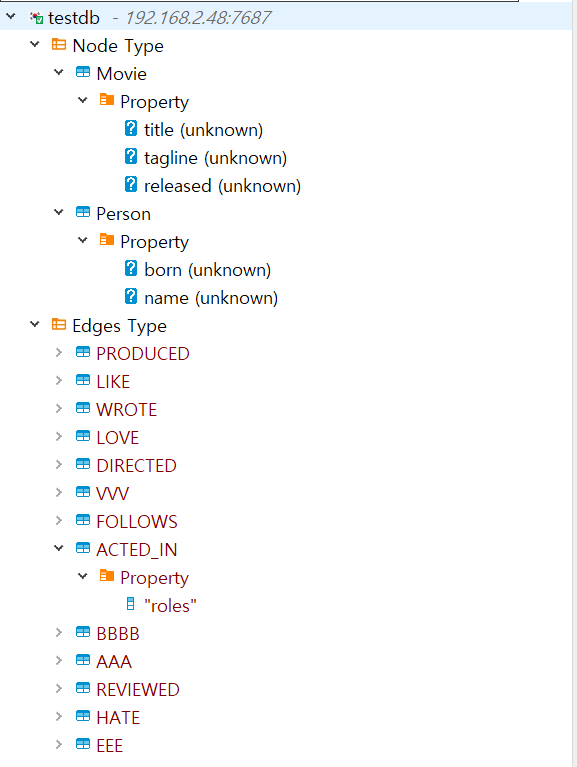 testdb - 192.168.2.48:7687
Node Type
Movie
Property
title (unknown)
tagline (unknown)
released (unknown)
Person
Property
born (unknown)
name (unknown)
Edges Type
PRODUCED
LIKE
WROTE
LOVE
DIRECTED
VVV
FOLLOWS
ACTED_IN
Property
"roles"
BBBB
AAA
REVIEWED
HATE
EEE